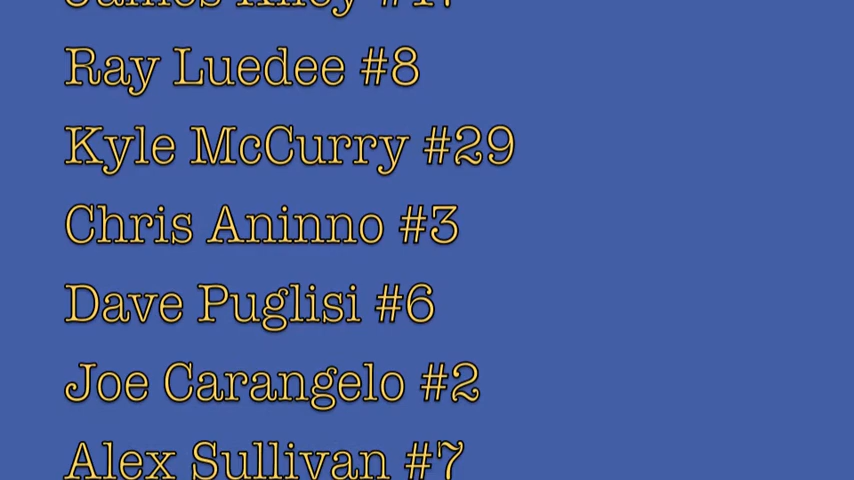 Ray Luedee #8
Kyle McCurry #29
Chris Aninno #3
Dave Puglisi #6
Joe Carangelo #2
Alex Sullivan #7